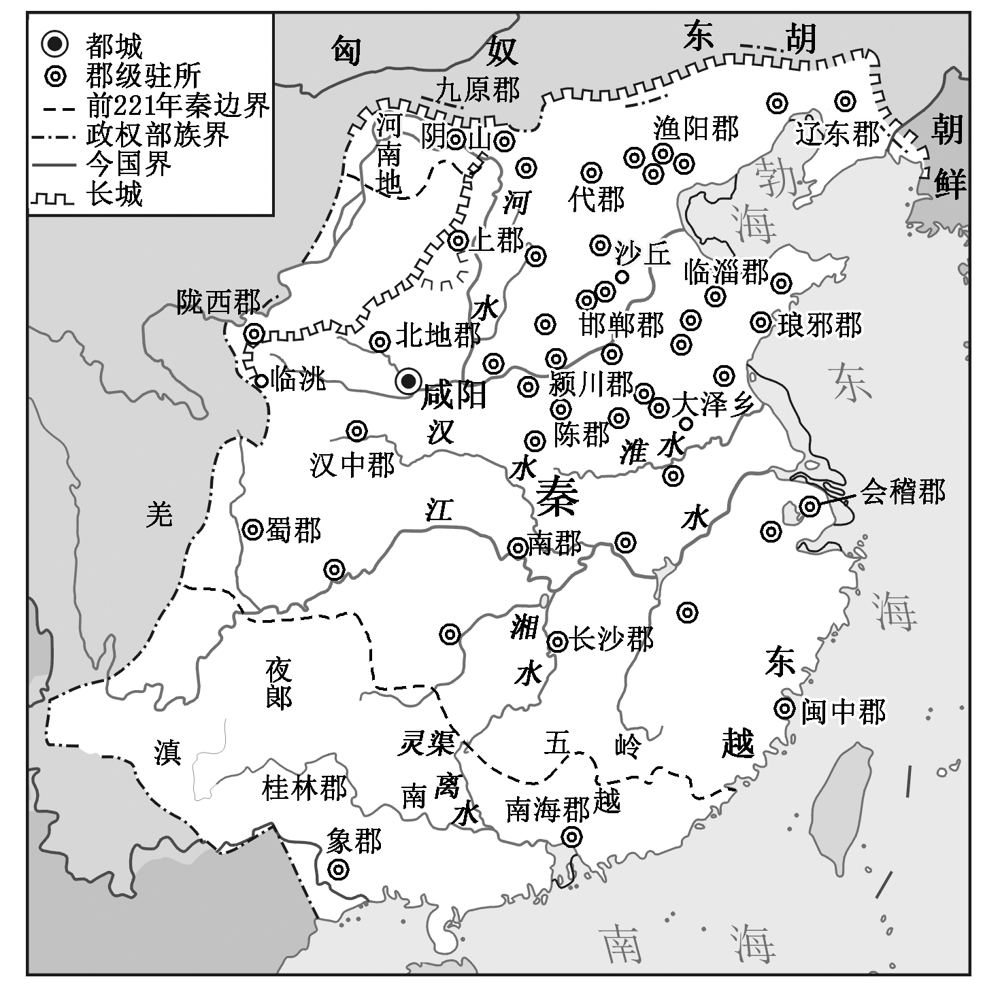 都城
郡级驻所
前221年秦边界
政权部族界
今国界
长城
匈奴
东胡
朝鲜
九原郡
河南地
阴山
渔阳郡
辽东郡
勃海
代郡
河水
上郡
沙丘
临淄郡
陇西郡
北地郡
邯郸郡
琅邪郡
临洮
咸阳
颍川郡
大泽乡
陈郡
汉水
淮水
汉中郡
秦
东海
羌
蜀郡
江水
南郡
会稽郡
湘水
长沙郡
夜郎
东越
闽中郡
滇
灵渠
五岭
桂林郡
南越
离水
南海郡
象郡
南海